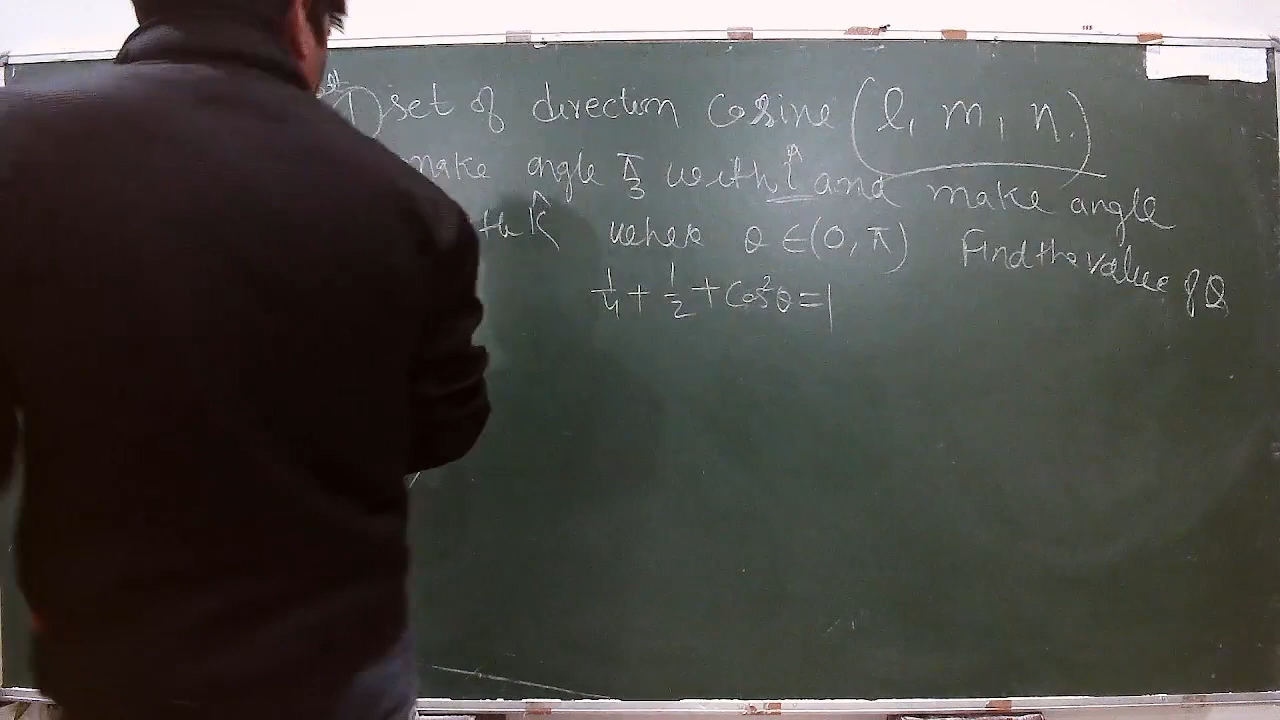 1) set of direction Cosine (l, m, n)
make angle π/3 with î and make angle
k̂ where θ ∈ (0, π) Find the value of θ
1/4 + 1/2 + cos²θ = 1